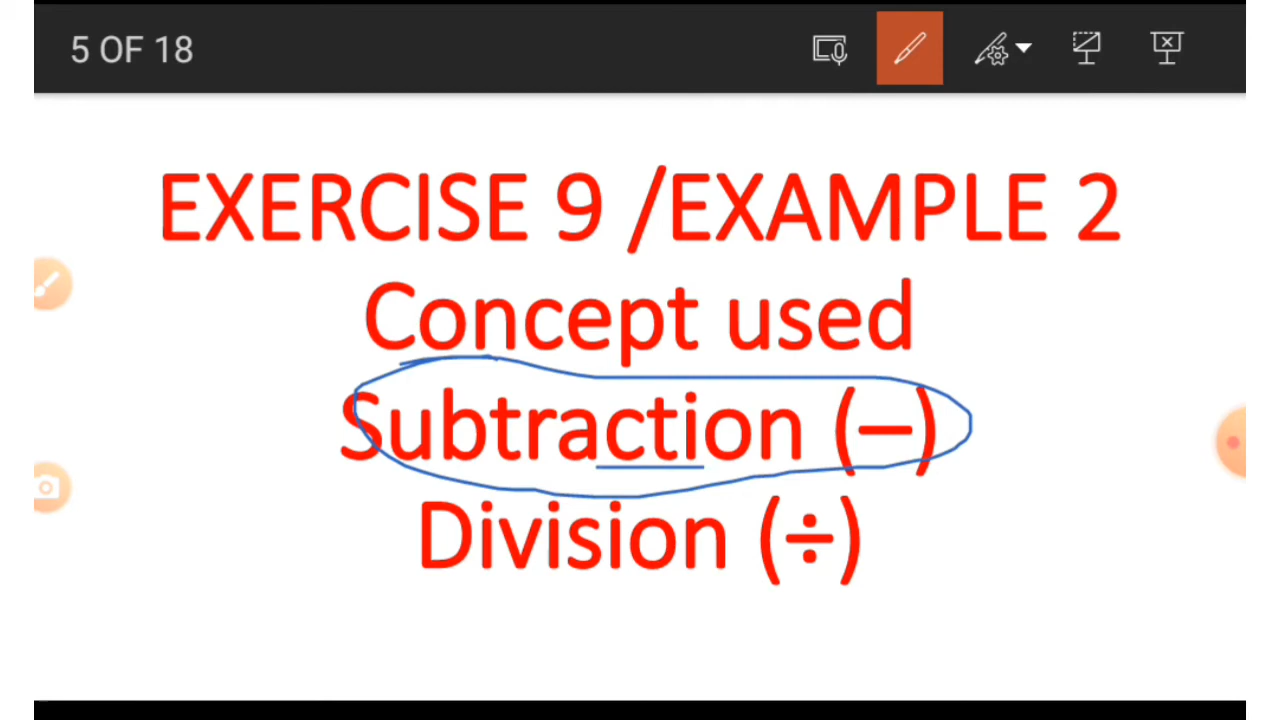 5 OF 18
EXERCISE 9 /EXAMPLE 2
Concept used
Subtraction (–)
Division (÷)